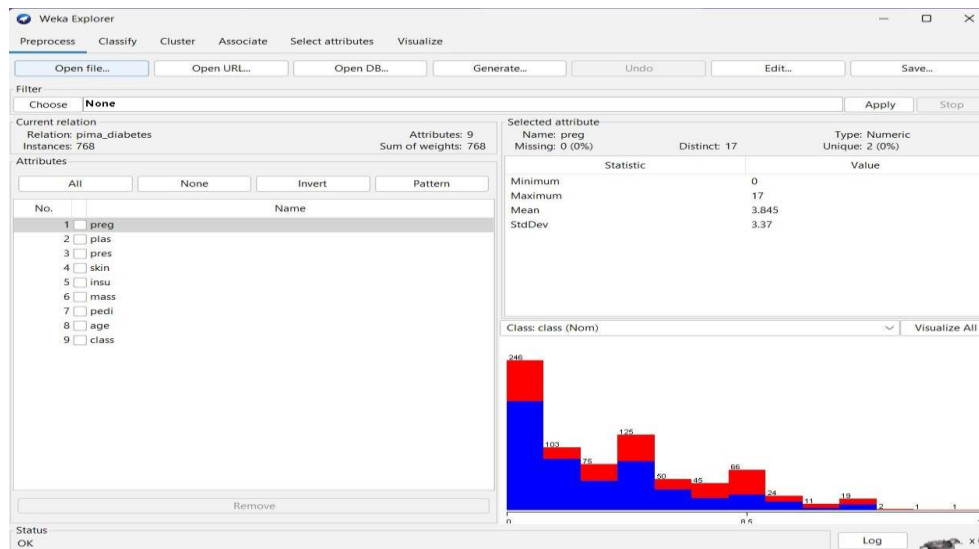 Weka Explorer
Preprocess Classify Cluster Associate Select attributes Visualize
Open file... Open URL... Open DB... Generate... Undo Edit... Save...
Filter
Choose None Apply Stop
Current relation
Relation: pima_diabetes Attributes: 9
Instances: 768 Sum of weights: 768
Attributes
All None Invert Pattern
No. Name
1 preg
2 plas
3 pres
4 skin
5 insu
6 mass
7 pedi
8 age
9 class
Remove
Selected attribute
Name: preg Type: Numeric
Missing: 0 (0%) Distinct: 17 Unique: 2 (0%)
Statistic Value
Minimum 0
Maximum 17
Mean 3.845
StdDev 3.37
Class: class (Nom) Visualize All
246
103
75
125
50
45
66
24
11
19
2
1
1
0 8.5
Status
OK
Log x